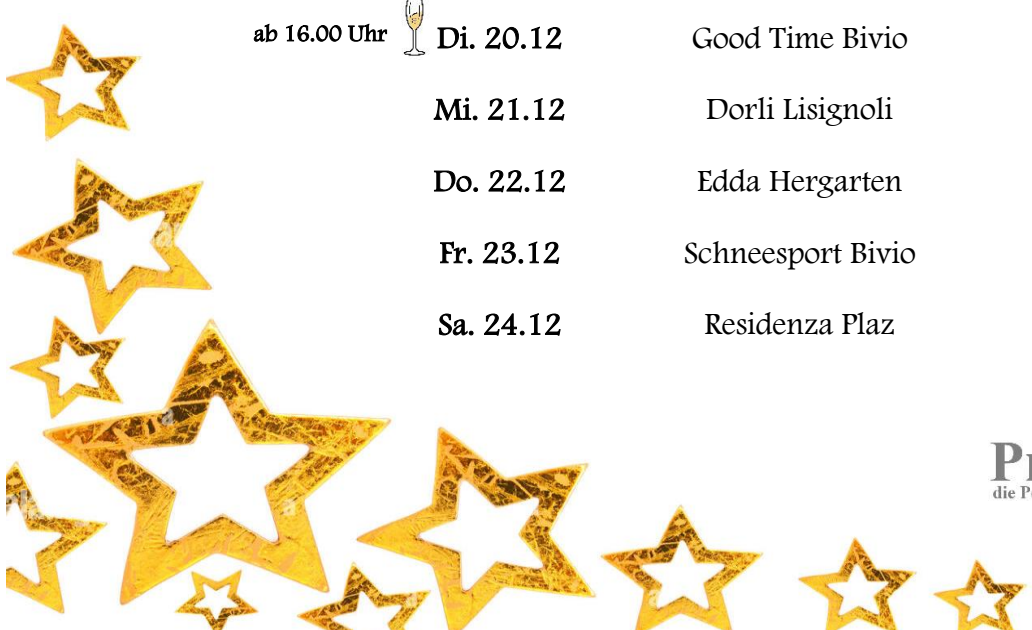 ab 16.00 Uhr Di. 20.12 Good Time Bivio
Mi. 21.12 Dorli Lisignoli
Do. 22.12 Edda Hergarten
Fr. 23.12 Schneesport Bivio
Sa. 24.12 Residenza Plaz
die